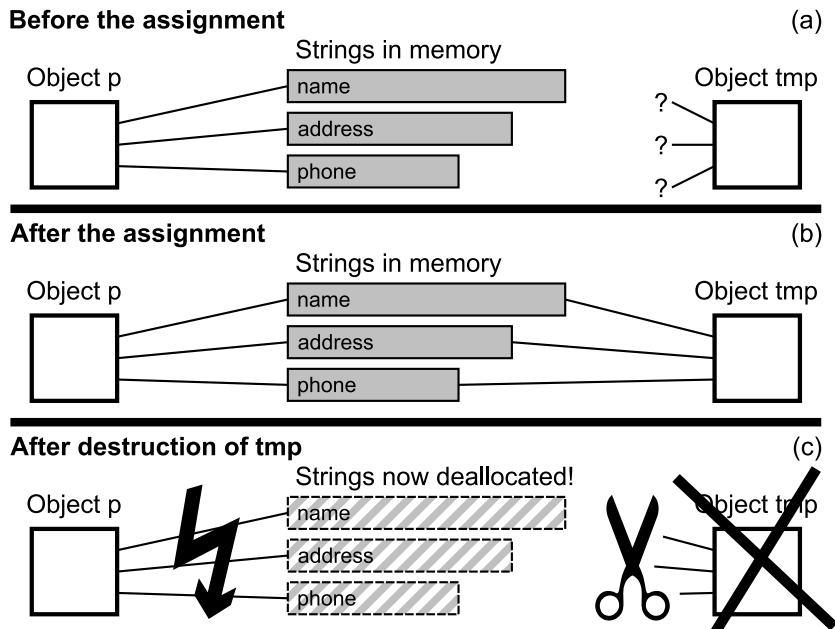 Before the assignment
(a)
Strings in memory
Object p
Object tmp
name
address
phone
?
?
?
After the assignment
(b)
Strings in memory
Object p
Object tmp
name
address
phone
After destruction of tmp
(c)
Strings now deallocated!
Object p
Object tmp
name
address
phone